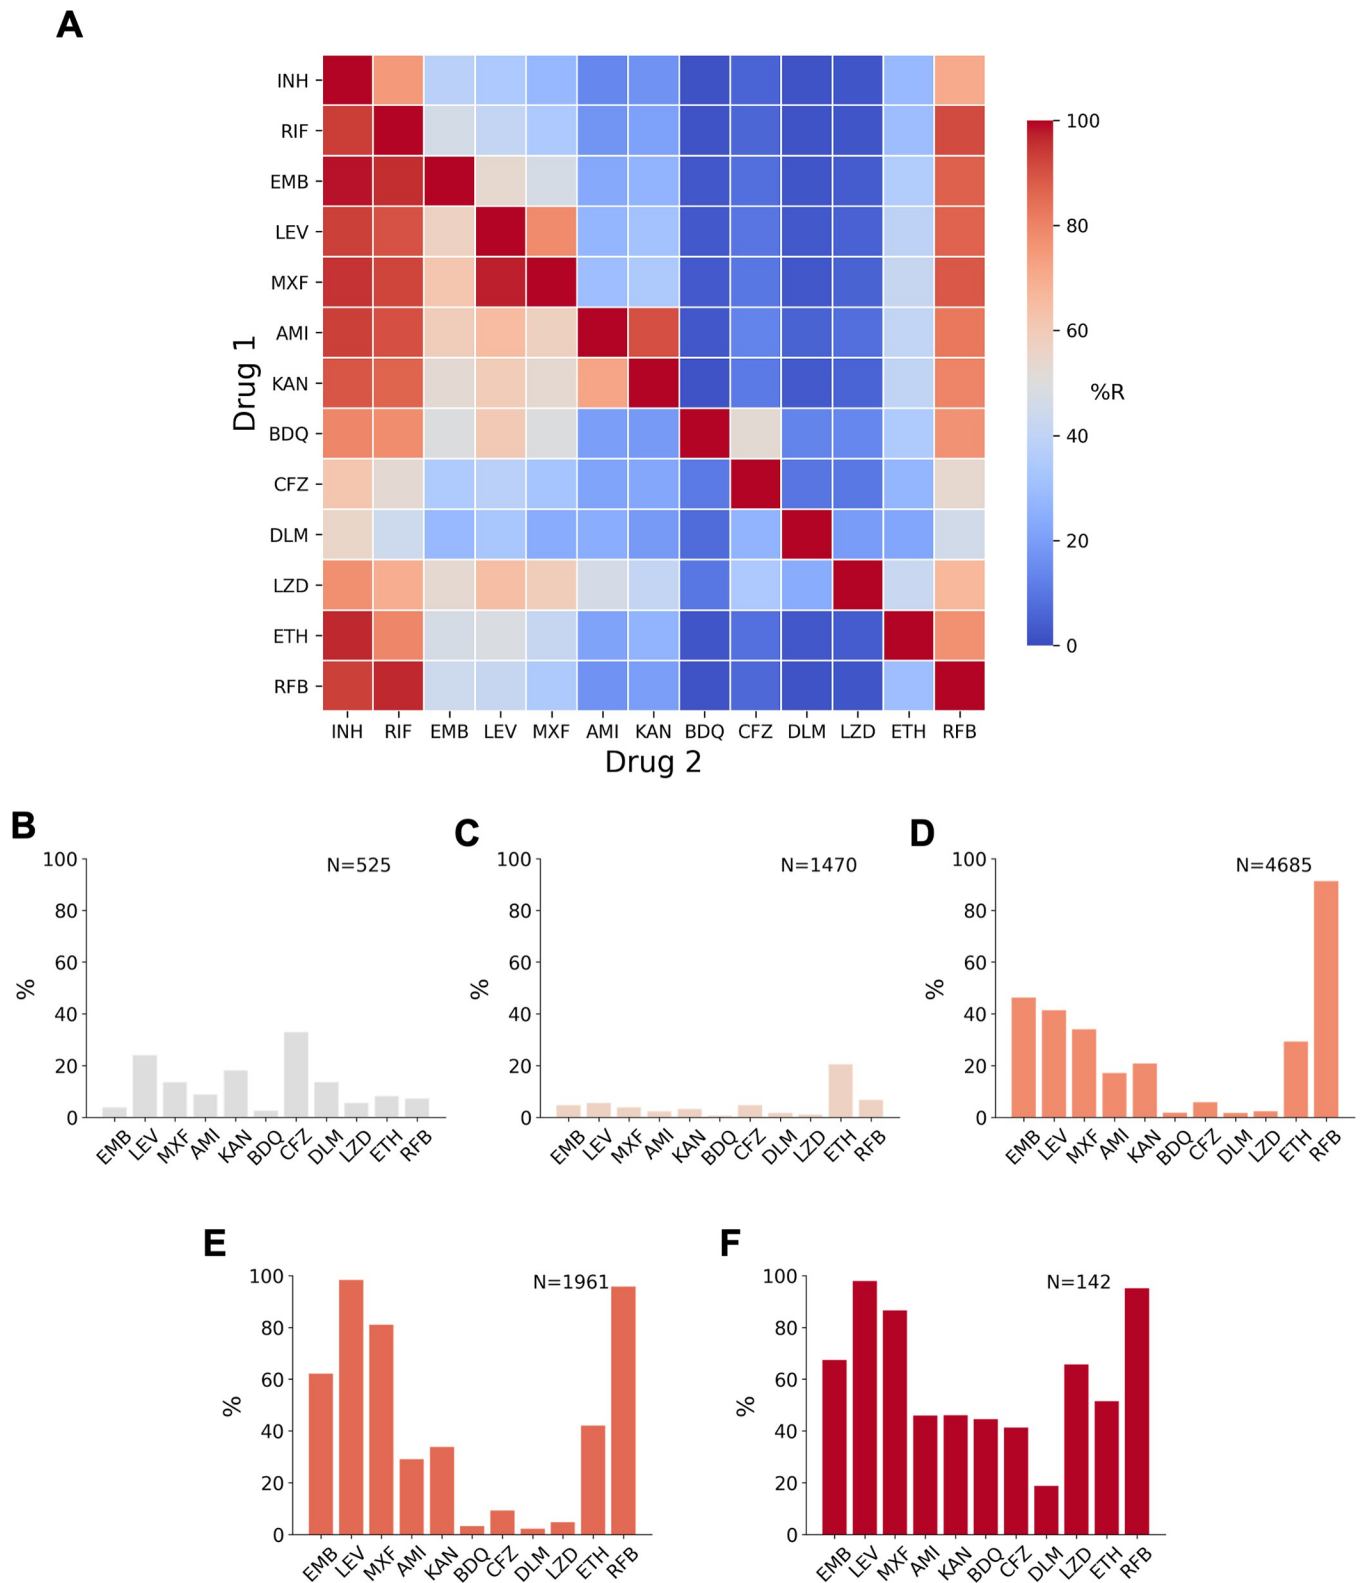 A
INH
RIF
EMB
LEV
MXF
AMI
KAN
BDQ
CFZ
DLM
LZD
ETH
RFB
Drug 1
INH RIF EMB LEV MXF AMI KAN BDQ CFZ DLM LZD ETH RFB
Drug 2
100
80
60
40
20
0
%R
B
N=525
100
80
60
40
20
0
%
EMB LEV MXF AMI KAN BDQ CFZ DLM LZD ETH RFB
C
N=1470
100
80
60
40
20
0
%
EMB LEV MXF AMI KAN BDQ CFZ DLM LZD ETH RFB
D
N=4685
100
80
60
40
20
0
%
EMB LEV MXF AMI KAN BDQ CFZ DLM LZD ETH RFB
E
N=1961
100
80
60
40
20
0
%
EMB LEV MXF AMI KAN BDQ CFZ DLM LZD ETH RFB
F
N=142
100
80
60
40
20
0
%
EMB LEV MXF AMI KAN BDQ CFZ DLM LZD ETH RFB